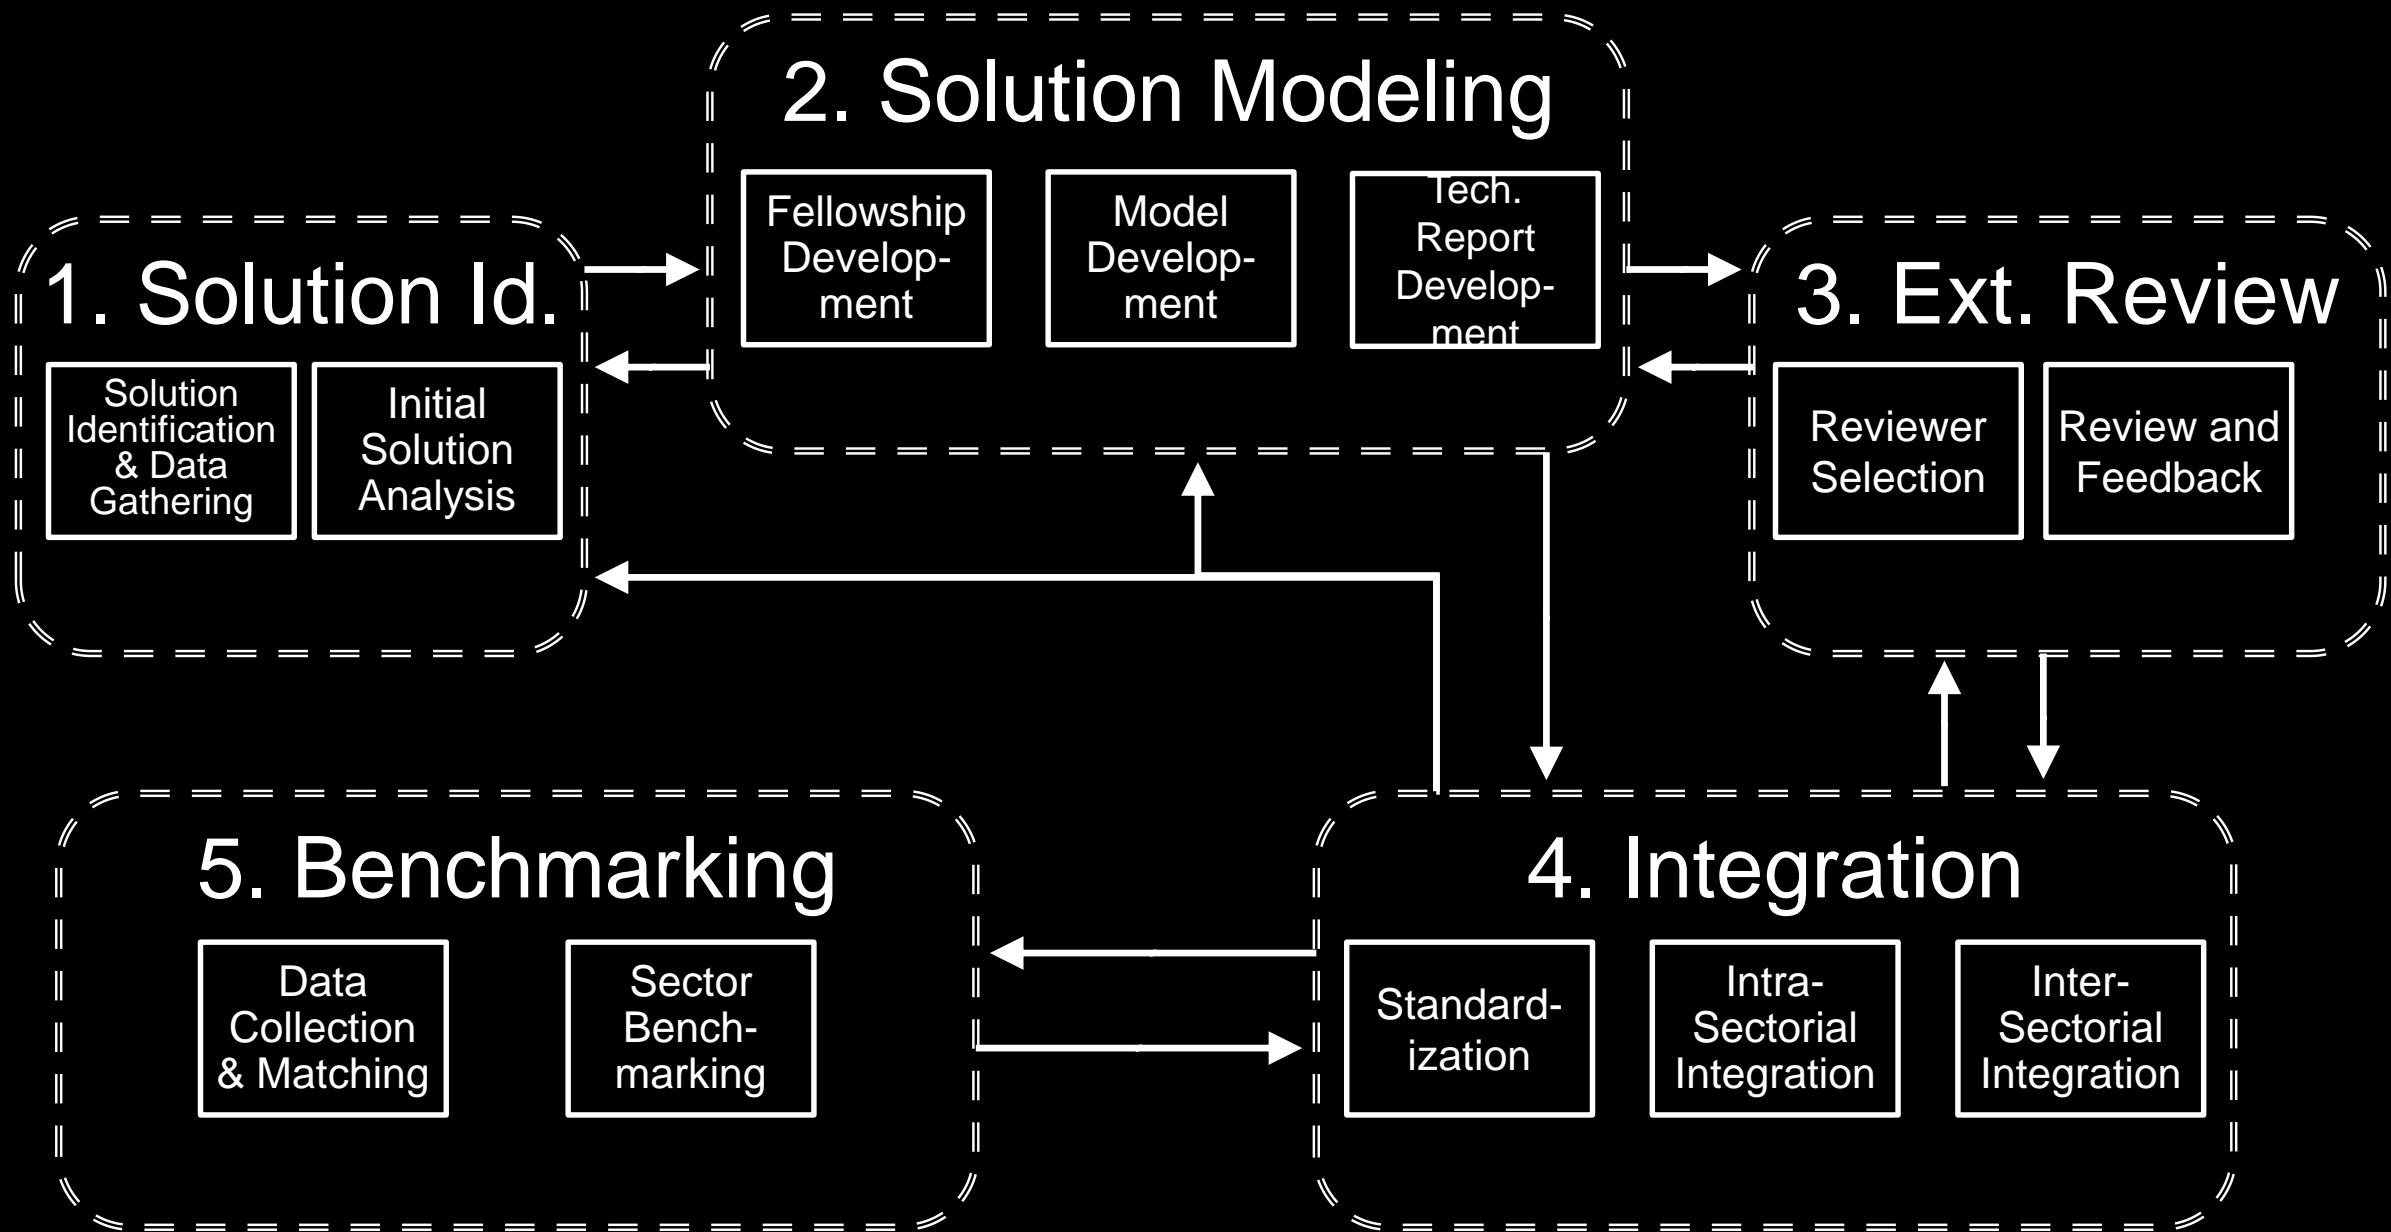 2. Solution Modeling
Fellowship
Develop-
ment
Model
Develop-
ment
Tech.
Report
Develop-
ment
1. Solution Id.
Solution
Identification
& Data
Gathering
Initial
Solution
Analysis
3. Ext. Review
Reviewer
Selection
Review and
Feedback
5. Benchmarking
Data
Collection
& Matching
Sector
Bench-
marking
4. Integration
Standard-
ization
Intra-
Sectorial
Integration
Inter-
Sectorial
Integration